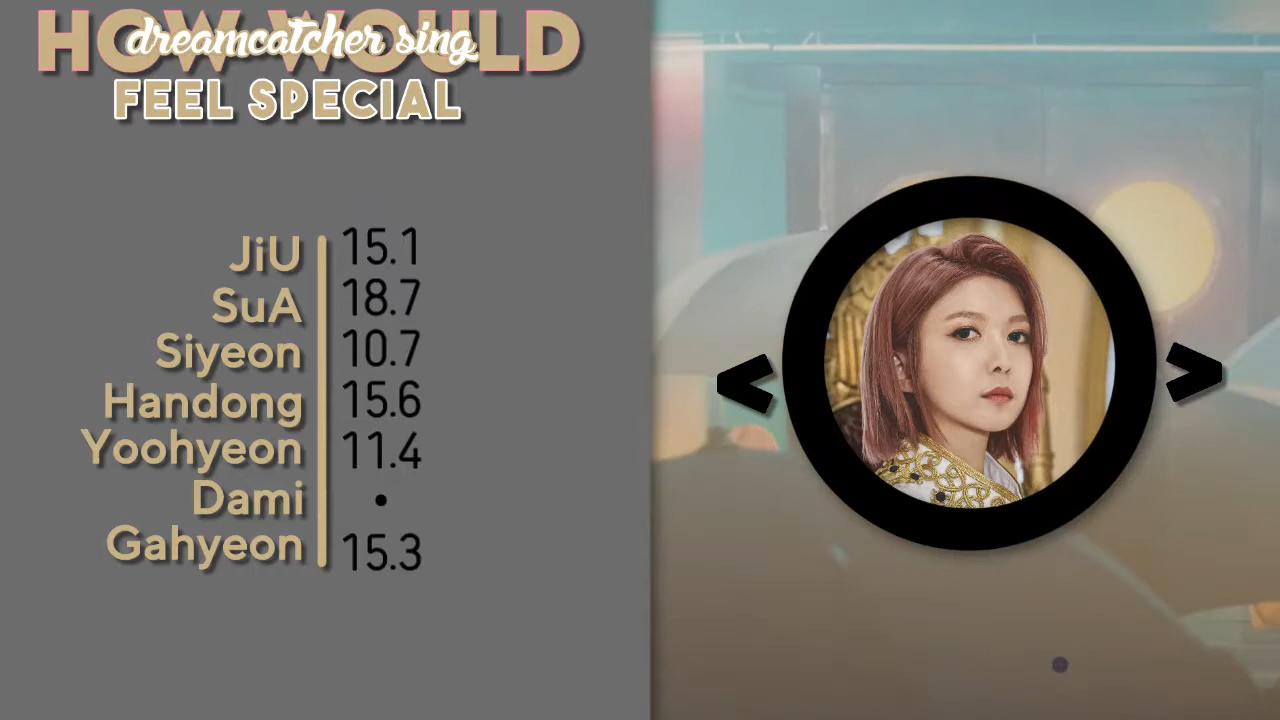 HOW WOULD
dreamcatcher sing
FEEL SPECIAL
JiU 15.1
SuA 18.7
Siyeon 10.7
Handong 15.6
Yoohyeon 11.4
Dami •
Gahyeon 15.3
< >